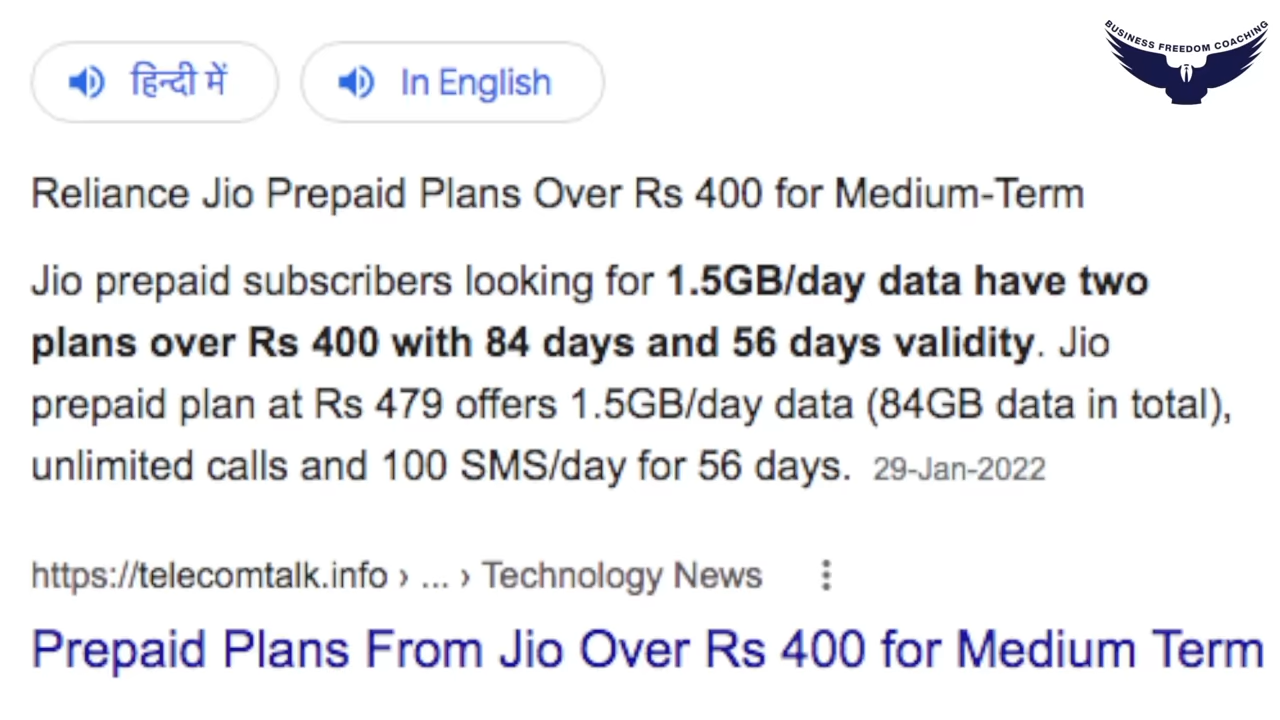 BUSINESS FREEDOM COACHING
हिन्दी में
In English
Reliance Jio Prepaid Plans Over Rs 400 for Medium-Term
Jio prepaid subscribers looking for 1.5GB/day data have two
plans over Rs 400 with 84 days and 56 days validity. Jio
prepaid plan at Rs 479 offers 1.5GB/day data (84GB data in total),
unlimited calls and 100 SMS/day for 56 days. 29-Jan-2022
https://telecomtalk.info › ... › Technology News
Prepaid Plans From Jio Over Rs 400 for Medium Term